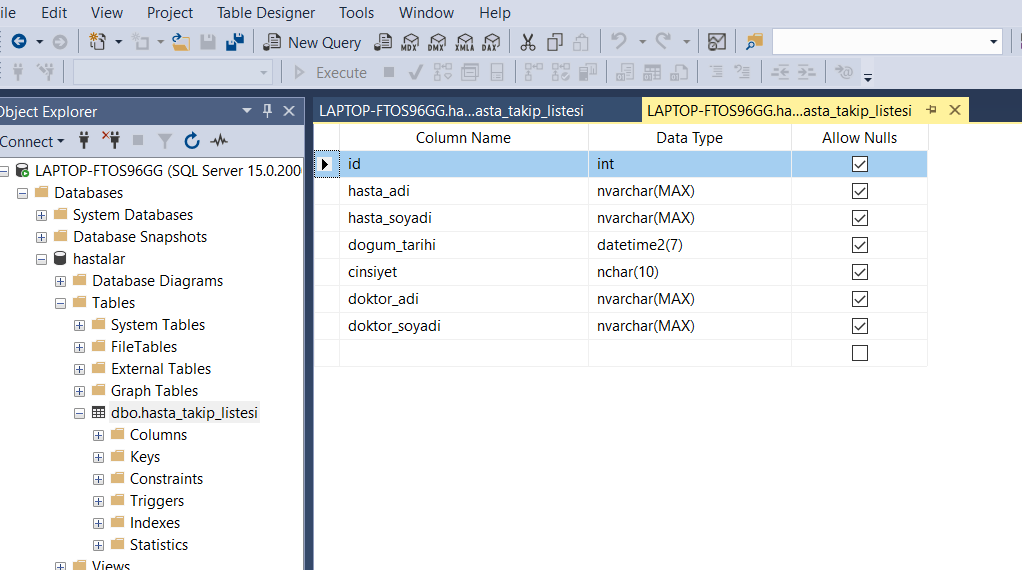 ile Edit View Project Table Designer Tools Window Help
New Query MDX DMX XMLA DAX
Execute
Object Explorer
Connect
LAPTOP-FTOS96GG (SQL Server 15.0.200
Databases
System Databases
Database Snapshots
hastalar
Database Diagrams
Tables
System Tables
FileTables
External Tables
Graph Tables
dbo.hasta_takip_listesi
Columns
Keys
Constraints
Triggers
Indexes
Statistics
Views
LAPTOP-FTOS96GG.ha...asta_takip_listesi LAPTOP-FTOS96GG.ha...asta_takip_listesi
Column Name Data Type Allow Nulls
id int
hasta_adi nvarchar(MAX)
hasta_soyadi nvarchar(MAX)
dogum_tarihi datetime2(7)
cinsiyet nchar(10)
doktor_adi nvarchar(MAX)
doktor_soyadi nvarchar(MAX)